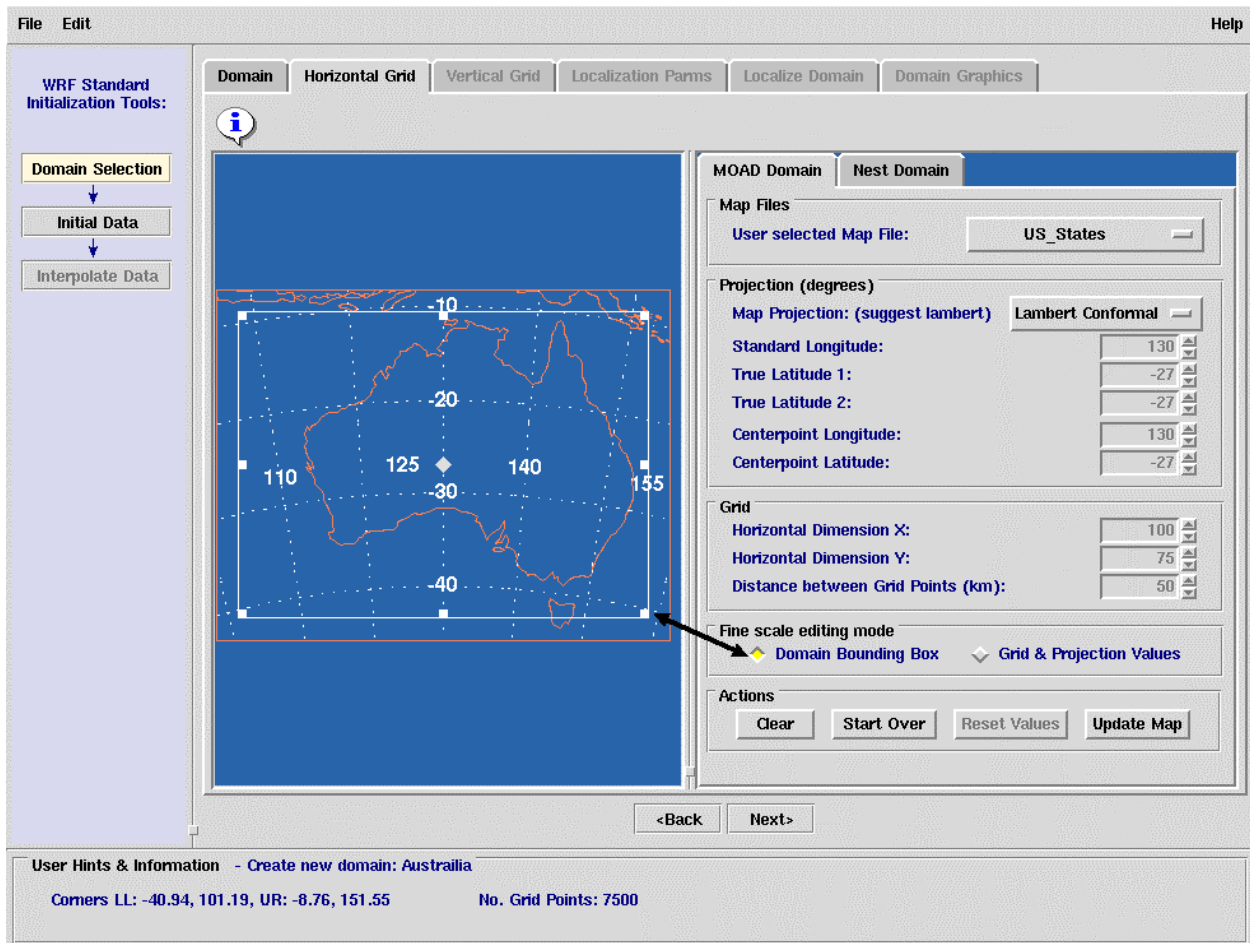 File Edit Help
WRF Standard
Initialization Tools:
Domain Selection
Initial Data
Interpolate Data
Domain Horizontal Grid Vertical Grid Localization Parms Localize Domain Domain Graphics
i
-10
-20
125 140
110 155
-30
-40
MOAD Domain Nest Domain
Map Files
User selected Map File: US_States
Projection (degrees)
Map Projection: (suggest lambert) Lambert Conformal
Standard Longitude: 130
True Latitude 1: -27
True Latitude 2: -27
Centerpoint Longitude: 130
Centerpoint Latitude: -27
Grid
Horizontal Dimension X: 100
Horizontal Dimension Y: 75
Distance between Grid Points (km): 50
Fine scale editing mode
Domain Bounding Box Grid & Projection Values
Actions
Clear Start Over Reset Values Update Map
<Back Next>
User Hints & Information - Create new domain: Austrailia
Corners LL: -40.94, 101.19, UR: -8.76, 151.55 No. Grid Points: 7500